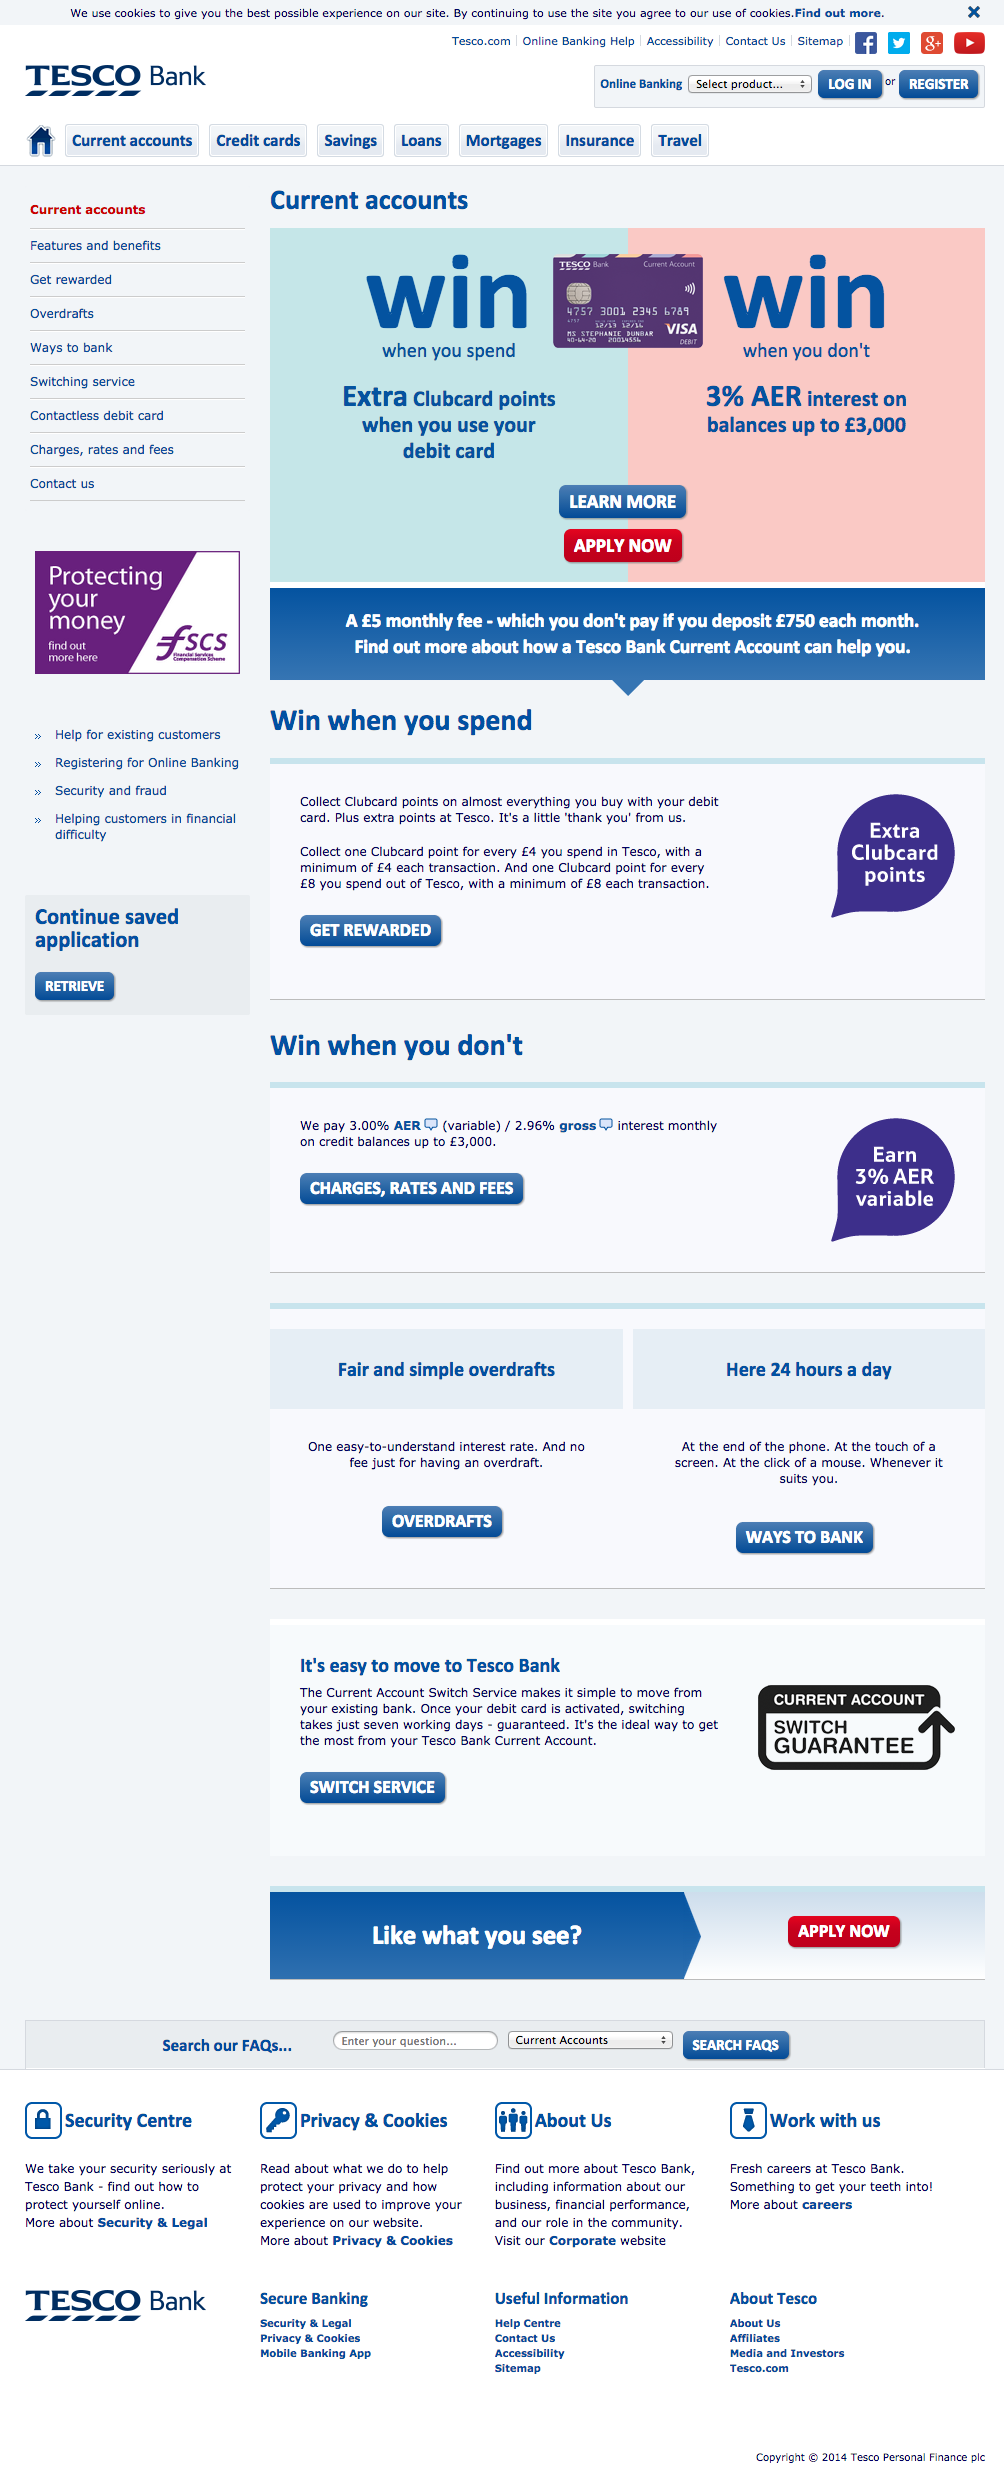 We use cookies to give you the best possible experience on our site. By continuing to use the site you agree to our use of cookies.Find out more.
Tesco.com Online Banking Help Accessibility Contact Us Sitemap
TESCO Bank
Online Banking Select product... LOG IN or REGISTER
Current accounts Credit cards Savings Loans Mortgages Insurance Travel
Current accounts
Features and benefits
Get rewarded
Overdrafts
Ways to bank
Switching service
Contactless debit card
Charges, rates and fees
Contact us
Protecting
your
money
find out
more here
fscs
Financial Services
Compensation Scheme
Help for existing customers
Registering for Online Banking
Security and fraud
Helping customers in financial
difficulty
Continue saved
application
RETRIEVE
Current accounts
win
when you spend
Extra Clubcard points
when you use your
debit card
TESCO Bank Current Account
4757 3001 2345 6789
4757
12/13 12/16
MS STEPHANIE DUNBAR
40-64-20 20014336
VISA
DEBIT
win
when you don't
3% AER interest on
balances up to £3,000
LEARN MORE
APPLY NOW
A £5 monthly fee - which you don't pay if you deposit £750 each month.
Find out more about how a Tesco Bank Current Account can help you.
Win when you spend
Collect Clubcard points on almost everything you buy with your debit
card. Plus extra points at Tesco. It's a little 'thank you' from us.
Collect one Clubcard point for every £4 you spend in Tesco, with a
minimum of £4 each transaction. And one Clubcard point for every
£8 you spend out of Tesco, with a minimum of £8 each transaction.
GET REWARDED
Extra
Clubcard
points
Win when you don't
We pay 3.00% AER (variable) / 2.96% gross interest monthly
on credit balances up to £3,000.
CHARGES, RATES AND FEES
Earn
3% AER
variable
Fair and simple overdrafts
One easy-to-understand interest rate. And no
fee just for having an overdraft.
OVERDRAFTS
Here 24 hours a day
At the end of the phone. At the touch of a
screen. At the click of a mouse. Whenever it
suits you.
WAYS TO BANK
It's easy to move to Tesco Bank
The Current Account Switch Service makes it simple to move from
your existing bank. Once your debit card is activated, switching
takes just seven working days - guaranteed. It's the ideal way to get
the most from your Tesco Bank Current Account.
SWITCH SERVICE
CURRENT ACCOUNT
SWITCH
GUARANTEE
Like what you see?
APPLY NOW
Search our FAQs... Enter your question... Current Accounts SEARCH FAQS
Security Centre
We take your security seriously at
Tesco Bank - find out how to
protect yourself online.
More about Security & Legal
Privacy & Cookies
Read about what we do to help
protect your privacy and how
cookies are used to improve your
experience on our website.
More about Privacy & Cookies
About Us
Find out more about Tesco Bank,
including information about our
business, financial performance,
and our role in the community.
Visit our Corporate website
Work with us
Fresh careers at Tesco Bank.
Something to get your teeth into!
More about careers
TESCO Bank
Secure Banking
Security & Legal
Privacy & Cookies
Mobile Banking App
Useful Information
Help Centre
Contact Us
Accessibility
Sitemap
About Tesco
About Us
Affiliates
Media and Investors
Tesco.com
Copyright © 2014 Tesco Personal Finance plc